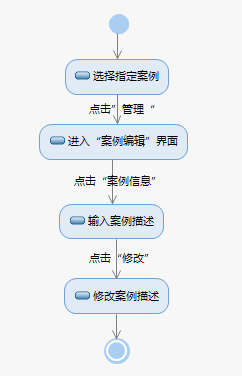 选择指定案例
点击”管理“
进入“案例编辑”界面
点击“案例信息”
输入案例描述
点击“修改”
修改案例描述